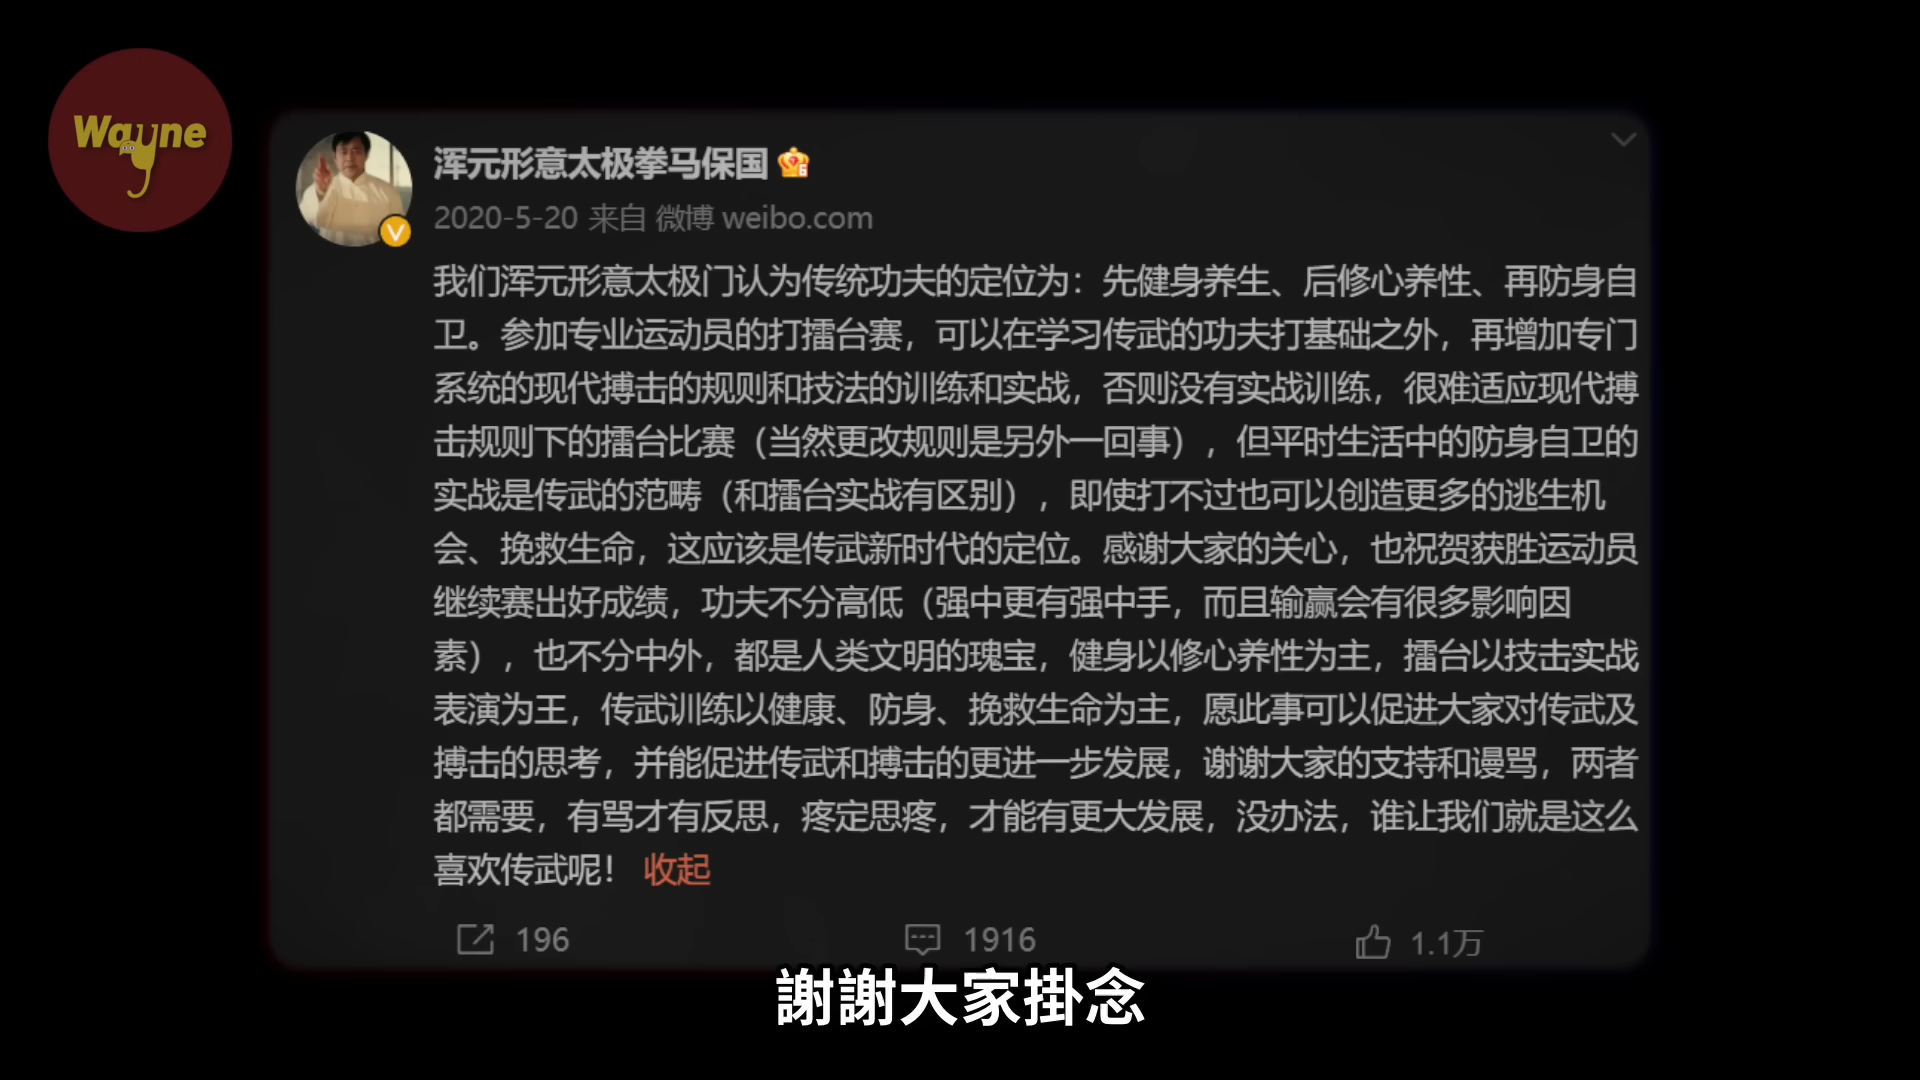 Wayne
浑元形意太极拳马保国
2020-5-20 来自 微博 weibo.com
我们浑元形意太极门认为传统功夫的定位为：先健身养生、后修心养性、再防身自
卫。参加专业运动员的打擂台赛，可以在学习传武的功夫打基础之外，再增加专门
系统的现代搏击的规则和技法的训练和实战，否则没有实战训练，很难适应现代搏
击规则下的擂台比赛（当然更改规则是另外一回事），但平时生活中的防身自卫的
实战是传武的范畴（和擂台实战有区别），即使打不过也可以创造更多的逃生机
会、挽救生命，这应该是传武新时代的定位。感谢大家的关心，也祝贺获胜运动员
继续赛出好成绩，功夫不分高低（强中更有强中手，而且输赢会有很多影响因
素），也不分中外，都是人类文明的瑰宝，健身以修心养性为主，擂台以技击实战
表演为王，传武训练以健康、防身、挽救生命为主，愿此事可以促进大家对传武及
搏击的思考，并能促进传武和搏击的更进一步发展，谢谢大家的支持和谩骂，两者
都需要，有骂才有反思，疼定思疼，才能有更大发展，没办法，谁让我们就是这么
喜欢传武呢！ 收起
196 1916 1.1万
謝謝大家掛念